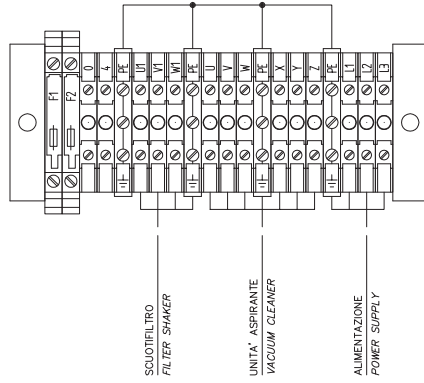 F1
F2
0
4
PE
U1
V1
W1
PE
U
V
W
PE
X
Y
Z
PE
L1
L2
L3
SCUOTIFILTRO
FILTER SHAKER
UNITA' ASPIRANTE
VACUUM CLEANER
ALIMENTAZIONE
POWER SUPPLY